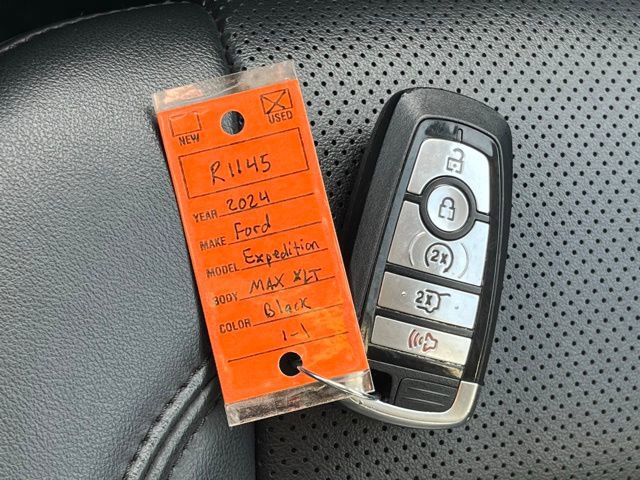 NEW USED
R1145
YEAR 2024
MAKE Ford
MODEL Expedition
BODY MAX XLT
COLOR Black
1-1
2x
2x